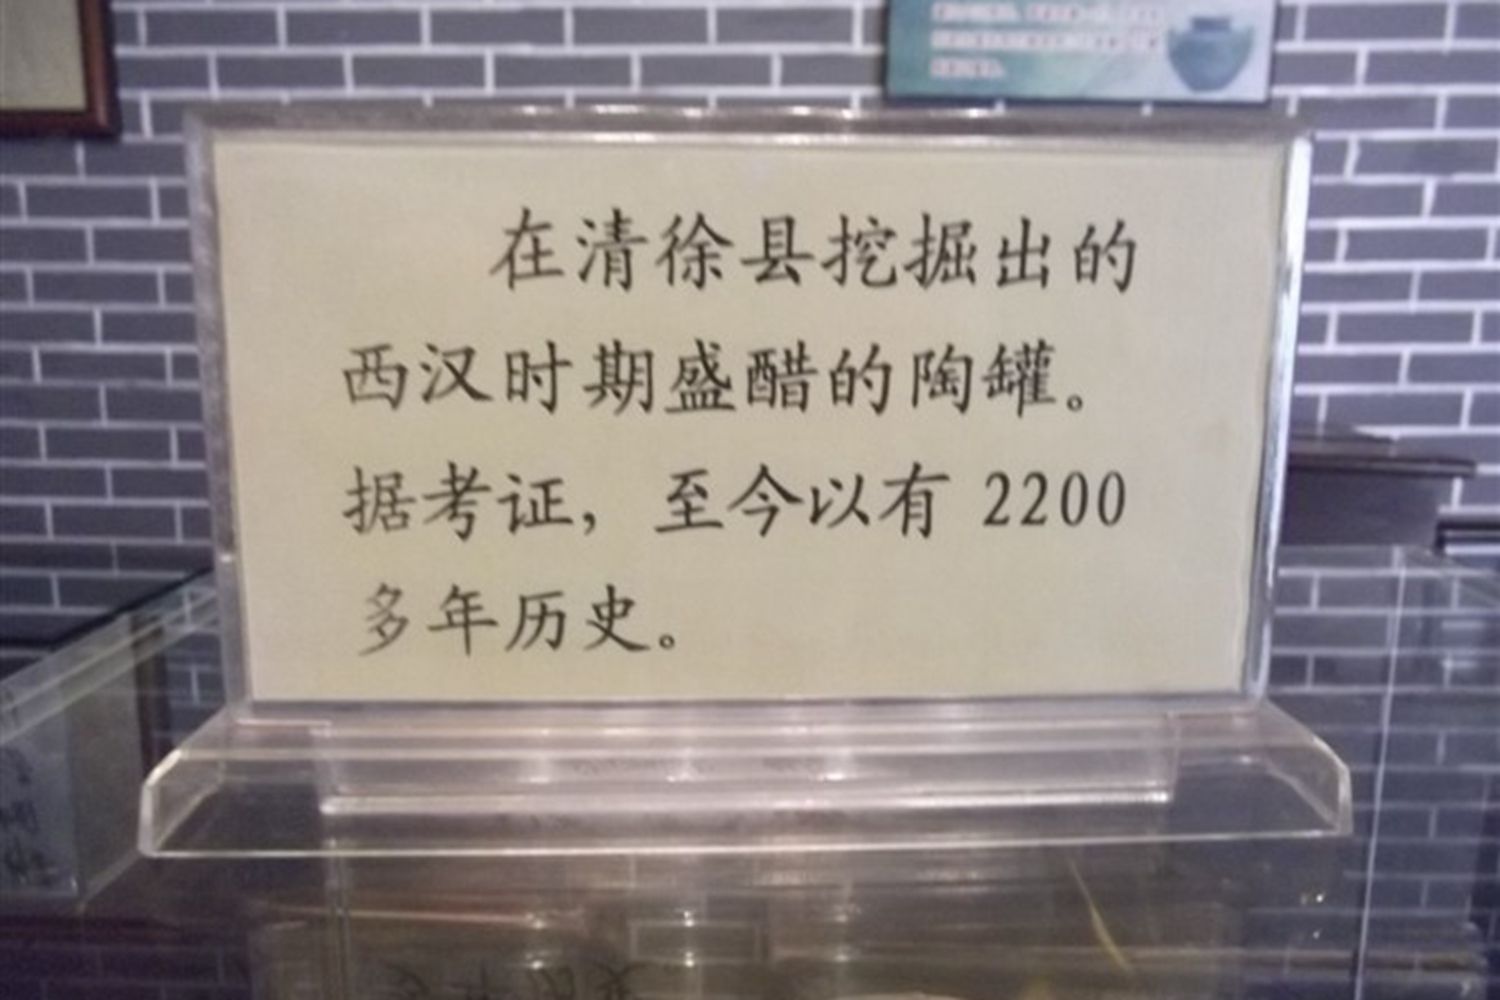 在清徐县挖掘出的
西汉时期盛醋的陶罐。
据考证，至今以有 2200
多年历史。